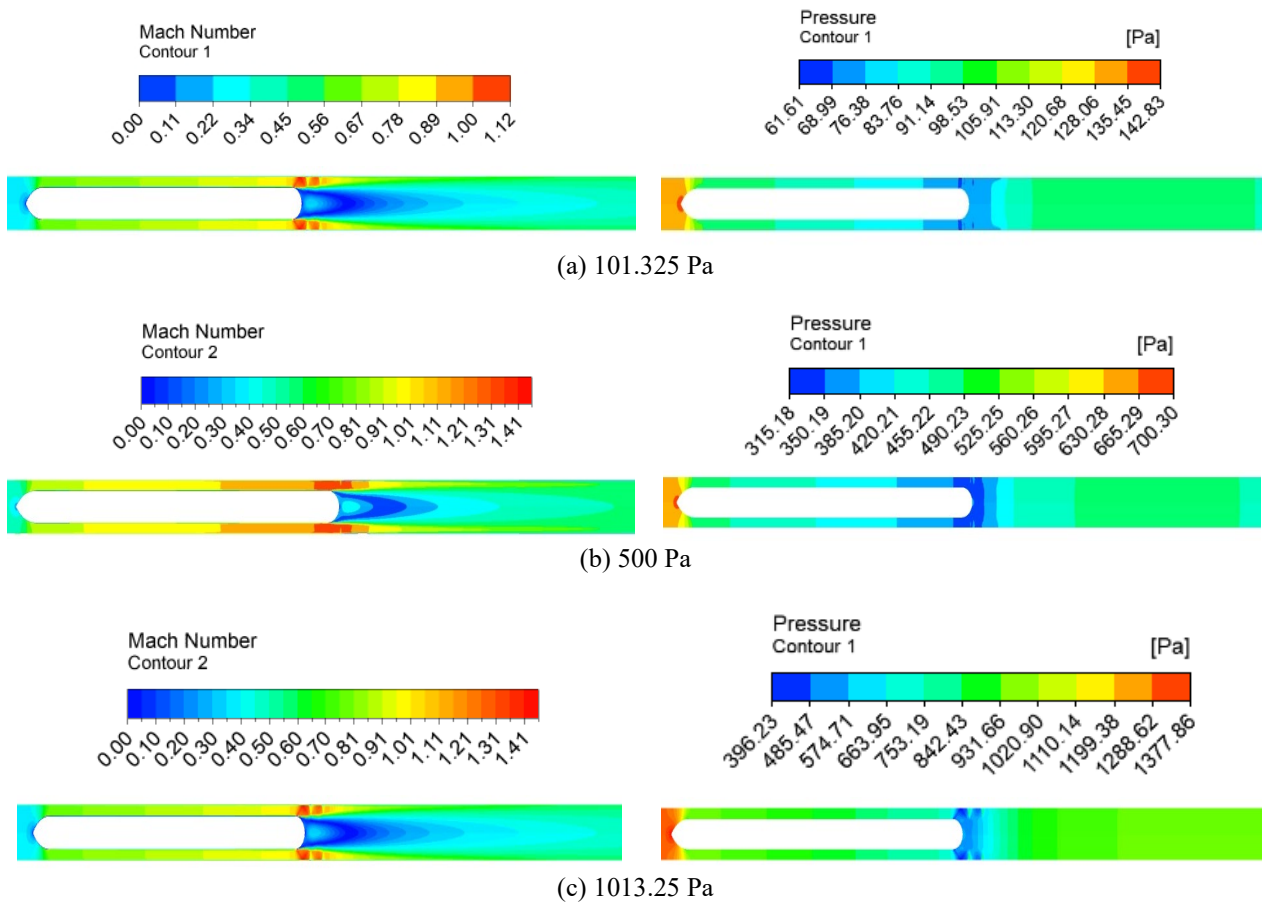 Mach Number
Contour 1
0.00 0.11 0.22 0.34 0.45 0.56 0.67 0.78 0.89 1.00 1.12
Pressure
Contour 1 [Pa]
61.61 68.99 76.38 83.76 91.14 98.53 105.91 113.30 120.68 128.06 135.45 142.83
(a) 101.325 Pa
Mach Number
Contour 2
0.00 0.10 0.20 0.30 0.40 0.50 0.60 0.70 0.81 0.91 1.01 1.11 1.21 1.31 1.41
Pressure
Contour 1 [Pa]
315.18 350.19 385.20 420.21 455.22 490.23 525.25 560.26 595.27 630.28 665.29 700.30
(b) 500 Pa
Mach Number
Contour 2
0.00 0.10 0.20 0.30 0.40 0.50 0.60 0.70 0.81 0.91 1.01 1.11 1.21 1.31 1.41
Pressure
Contour 1 [Pa]
396.23 485.47 574.71 663.95 753.19 842.43 931.66 1020.90 1110.14 1199.38 1288.62 1377.86
(c) 1013.25 Pa